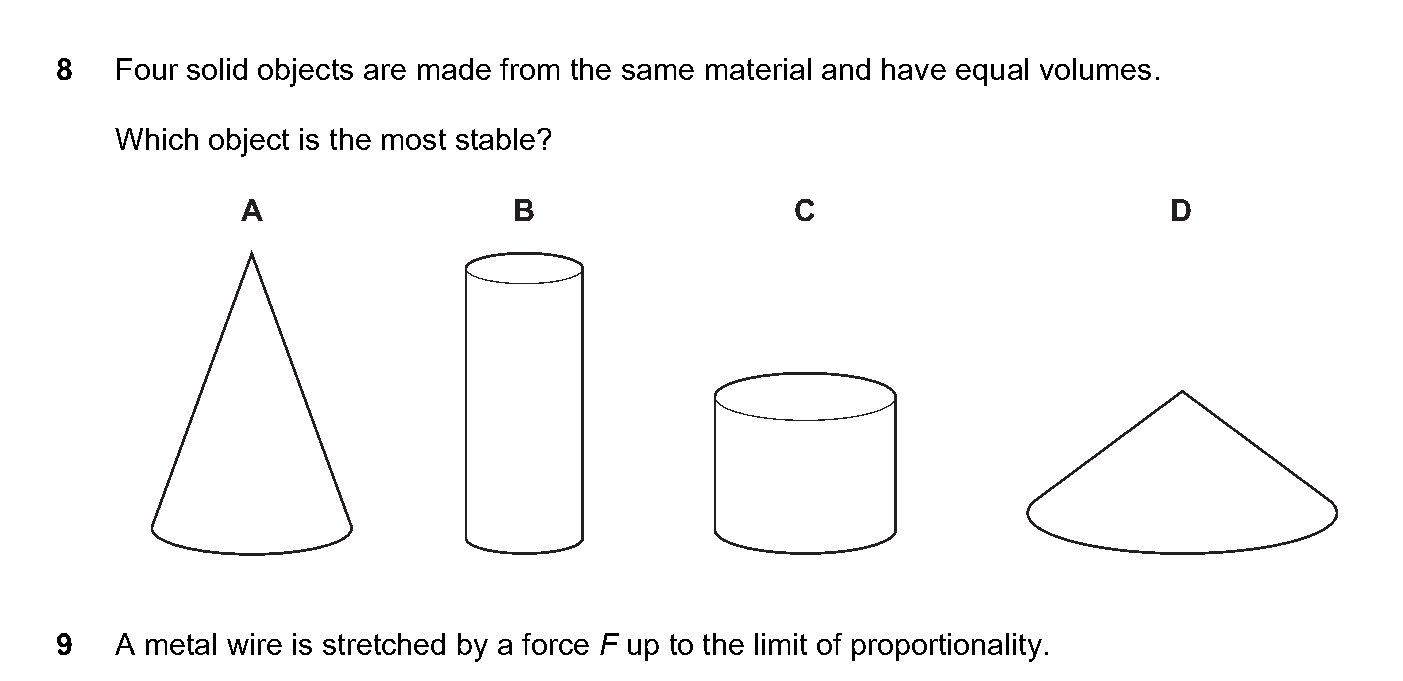 8 Four solid objects are made from the same material and have equal volumes.
Which object is the most stable?
A B C D
9 A metal wire is stretched by a force F up to the limit of proportionality.